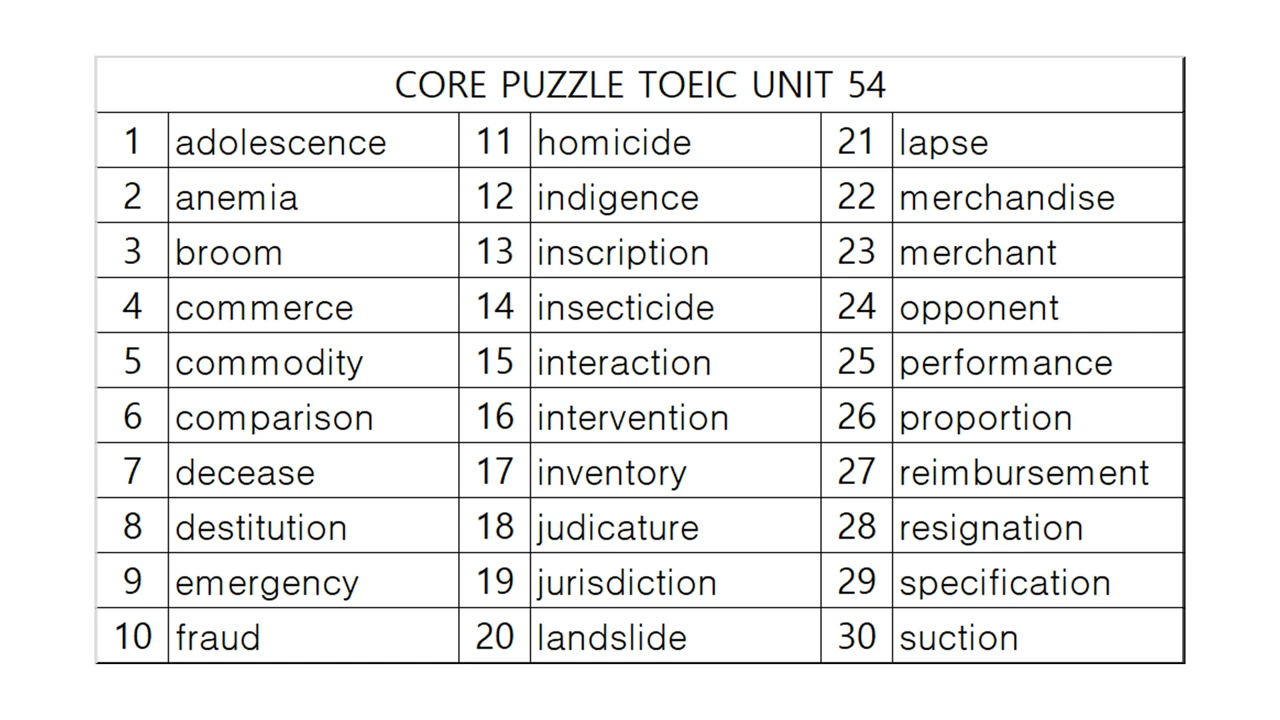 CORE PUZZLE TOEIC UNIT 54
1 adolescence 11 homicide 21 lapse
2 anemia 12 indigence 22 merchandise
3 broom 13 inscription 23 merchant
4 commerce 14 insecticide 24 opponent
5 commodity 15 interaction 25 performance
6 comparison 16 intervention 26 proportion
7 decease 17 inventory 27 reimbursement
8 destitution 18 judicature 28 resignation
9 emergency 19 jurisdiction 29 specification
10 fraud 20 landslide 30 suction